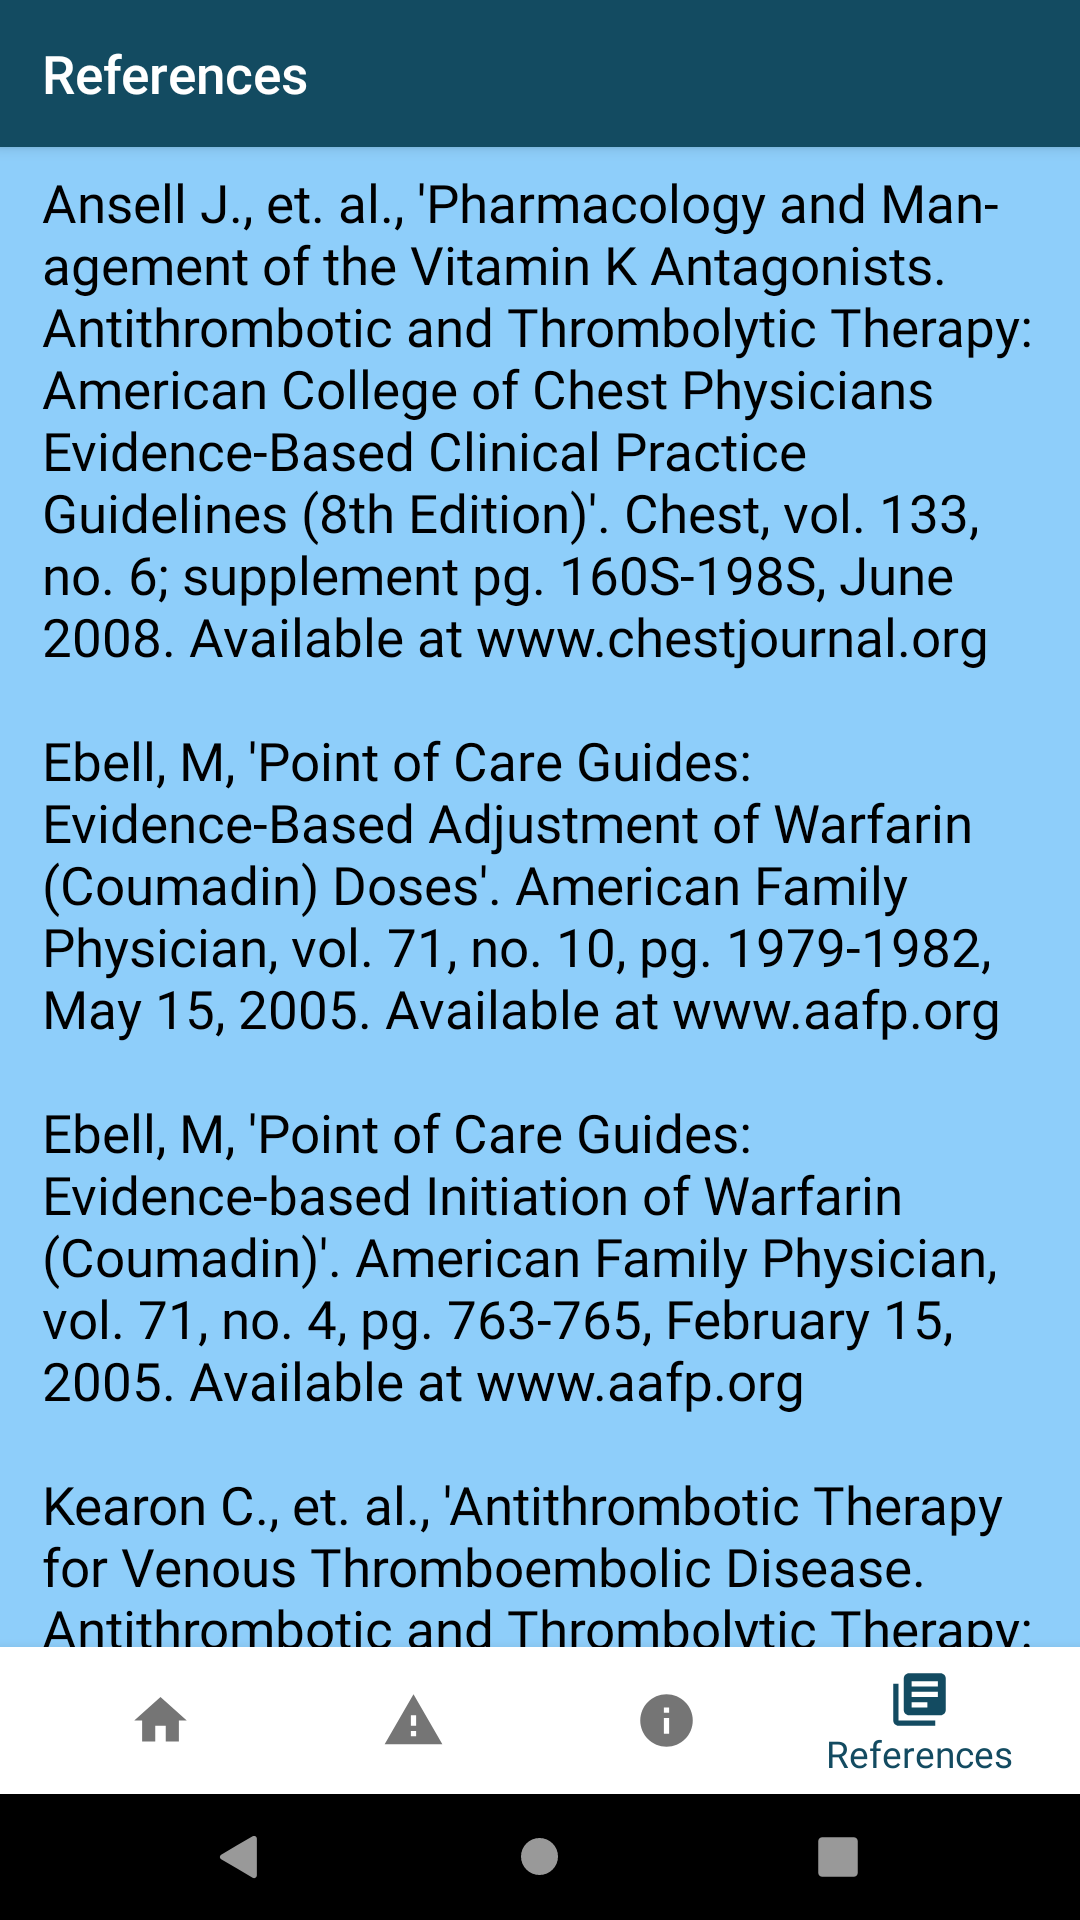 References
Ansell J., et. al., 'Pharmacology and Man-
agement of the Vitamin K Antagonists.
Antithrombotic and Thrombolytic Therapy:
American College of Chest Physicians
Evidence-Based Clinical Practice
Guidelines (8th Edition)'. Chest, vol. 133,
no. 6; supplement pg. 160S-198S, June
2008. Available at www.chestjournal.org
Ebell, M, 'Point of Care Guides:
Evidence-Based Adjustment of Warfarin
(Coumadin) Doses'. American Family
Physician, vol. 71, no. 10, pg. 1979-1982,
May 15, 2005. Available at www.aafp.org
Ebell, M, 'Point of Care Guides:
Evidence-based Initiation of Warfarin
(Coumadin)'. American Family Physician,
vol. 71, no. 4, pg. 763-765, February 15,
2005. Available at www.aafp.org
Kearon C., et. al., 'Antithrombotic Therapy
for Venous Thromboembolic Disease.
Antithrombotic and Thrombolytic Therapy:
References